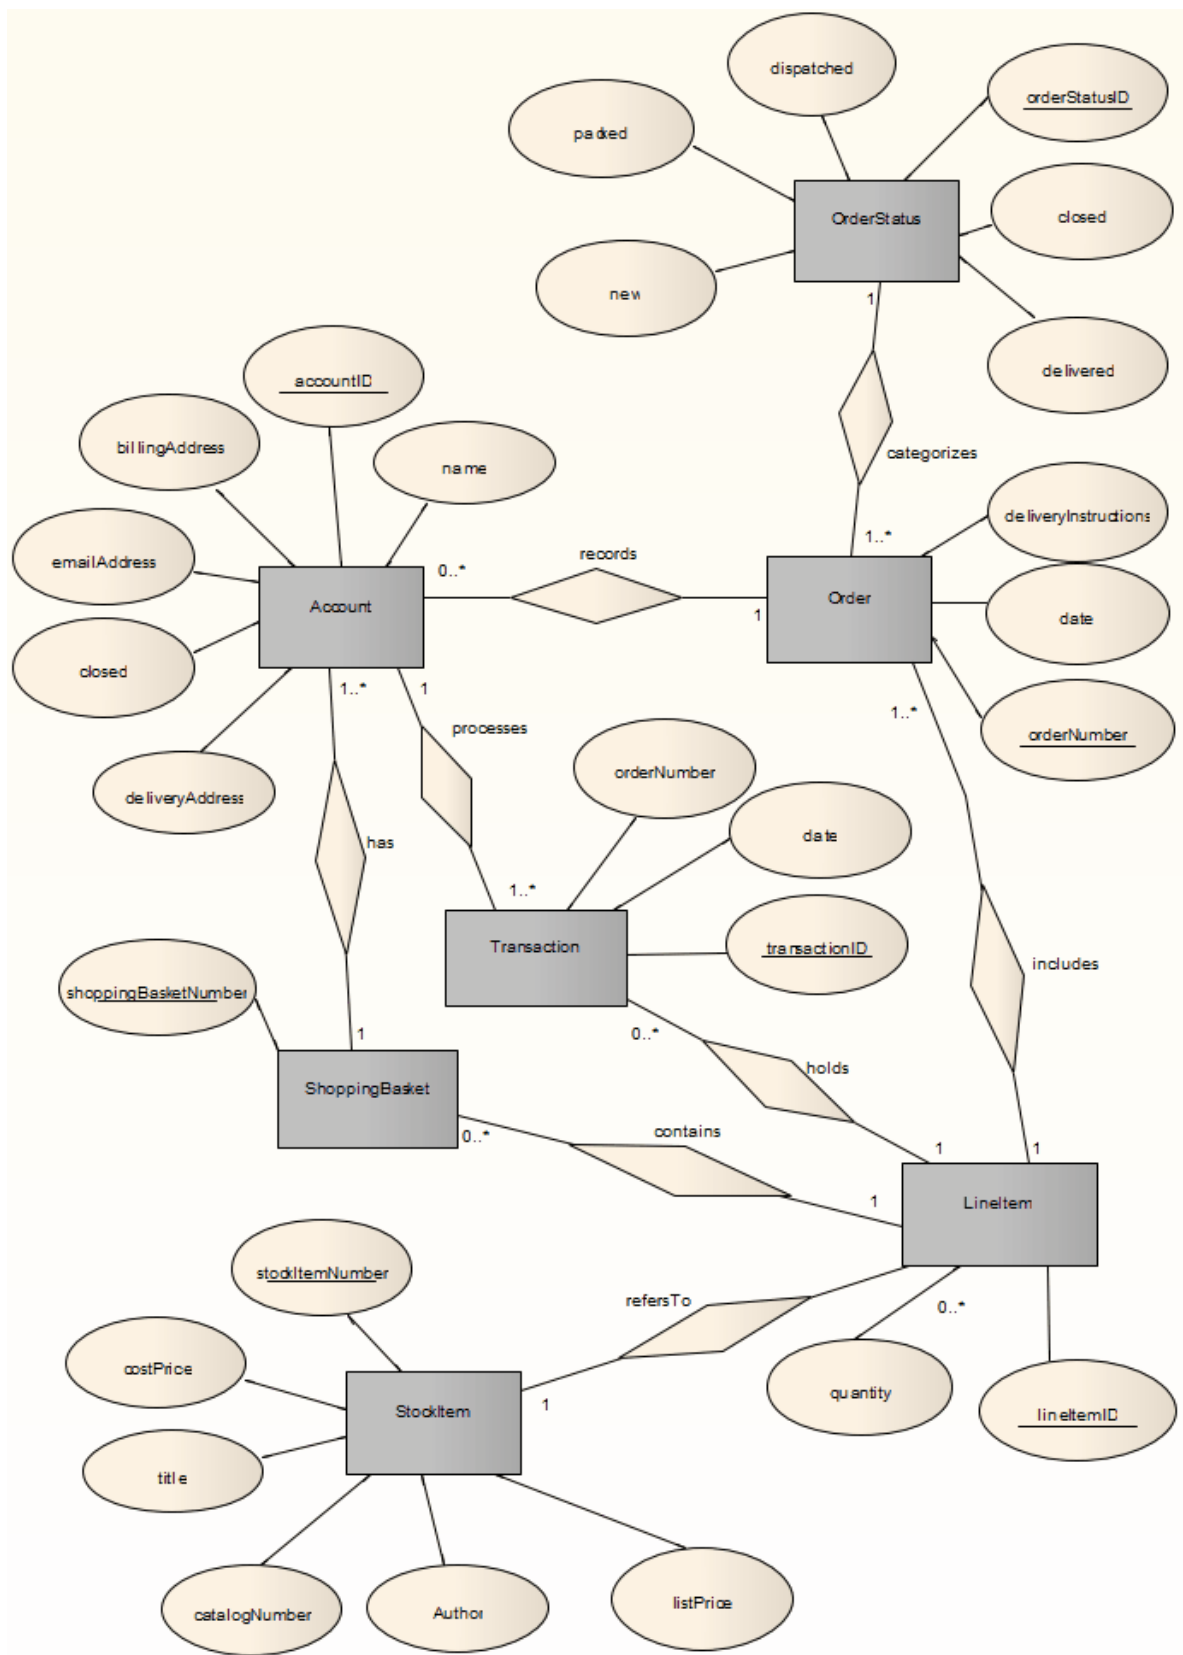 dispatched
orderStatusID
packed
OrderStatus
closed
new
1
delivered
accountID
billingAddress
name
categorizes
deliveryInstructions
1..*
records
emailAddress
0..*
Account
Order
1
date
closed
1..*
1
1..*
processes
orderNumber
orderNumber
deliveryAddress
date
has
1..*
Transaction
transactionID
includes
shoppingBasketNumber
1
0..*
holds
ShoppingBasket
contains
0..*
1
1
1
LineItem
stockItemNumber
refersTo
0..*
costPrice
quantity
1
StockItem
lineItemID
title
listPrice
catalogNumber
Author